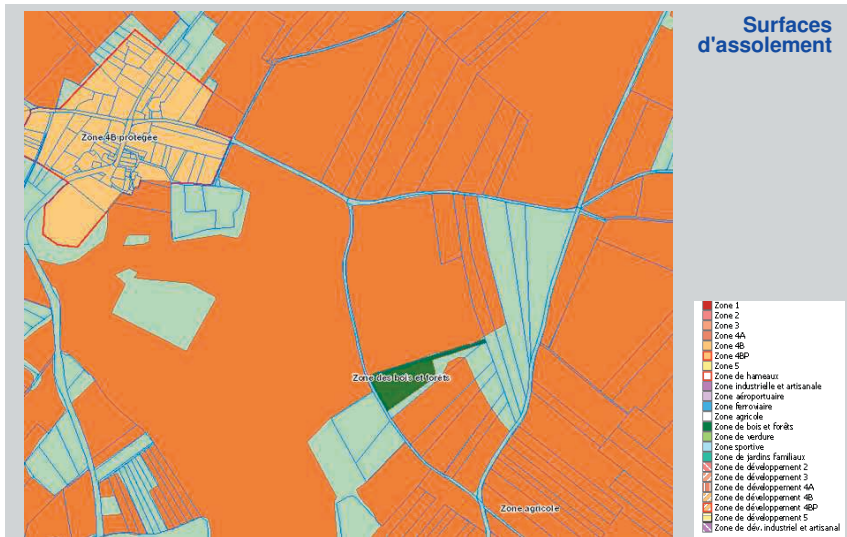 Surfaces
d'assolement
Zone 4B protégée
Zone des bois et forêts
Zone agricole
Zone 1
Zone 2
Zone 3
Zone 4A
Zone 4B
Zone 4BP
Zone 5
Zone de hameaux
Zone industrielle et artisanale
Zone aéroportuaire
Zone ferroviaire
Zone agricole
Zone de bois et forêts
Zone de verdure
Zone sportive
Zone de jardins familiaux
Zone de développement 2
Zone de développement 3
Zone de développement 4A
Zone de développement 4B
Zone de développement 4BP
Zone de développement 5
Zone de dév. industriel et artisanal